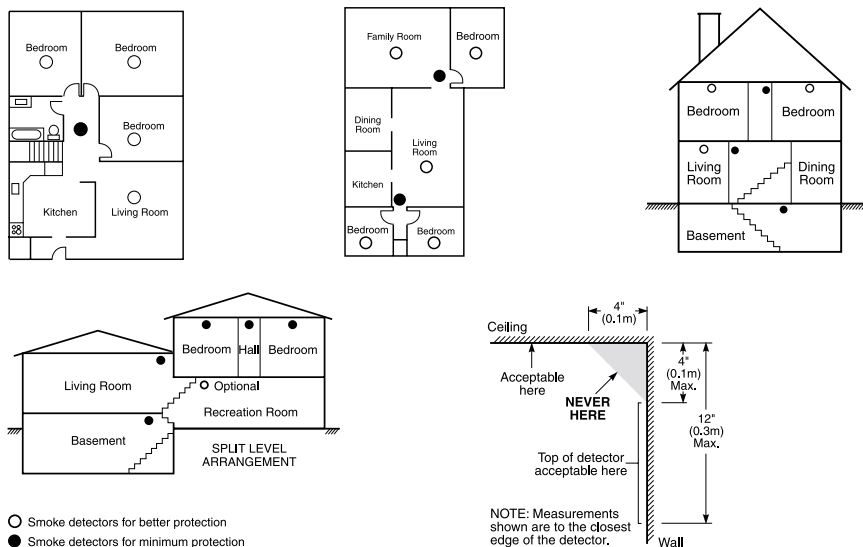 Bedroom
Bedroom
Bedroom
Kitchen
Living Room
Family Room
Bedroom
Dining
Room
Living
Room
Kitchen
Bedroom
Bedroom
Bedroom
Bedroom
Living
Room
Dining
Room
Basement
Bedroom
Hall
Bedroom
Living Room
Optional
Recreation Room
Basement
SPLIT LEVEL
ARRANGEMENT
Smoke detectors for better protection
Smoke detectors for minimum protection
4"
(0.1m)
Ceiling
Acceptable
here
NEVER
HERE
4"
(0.1m)
Max.
12"
(0.3m)
Max.
Top of detector
acceptable here
NOTE: Measurements
shown are to the closest
edge of the detector.
Wall